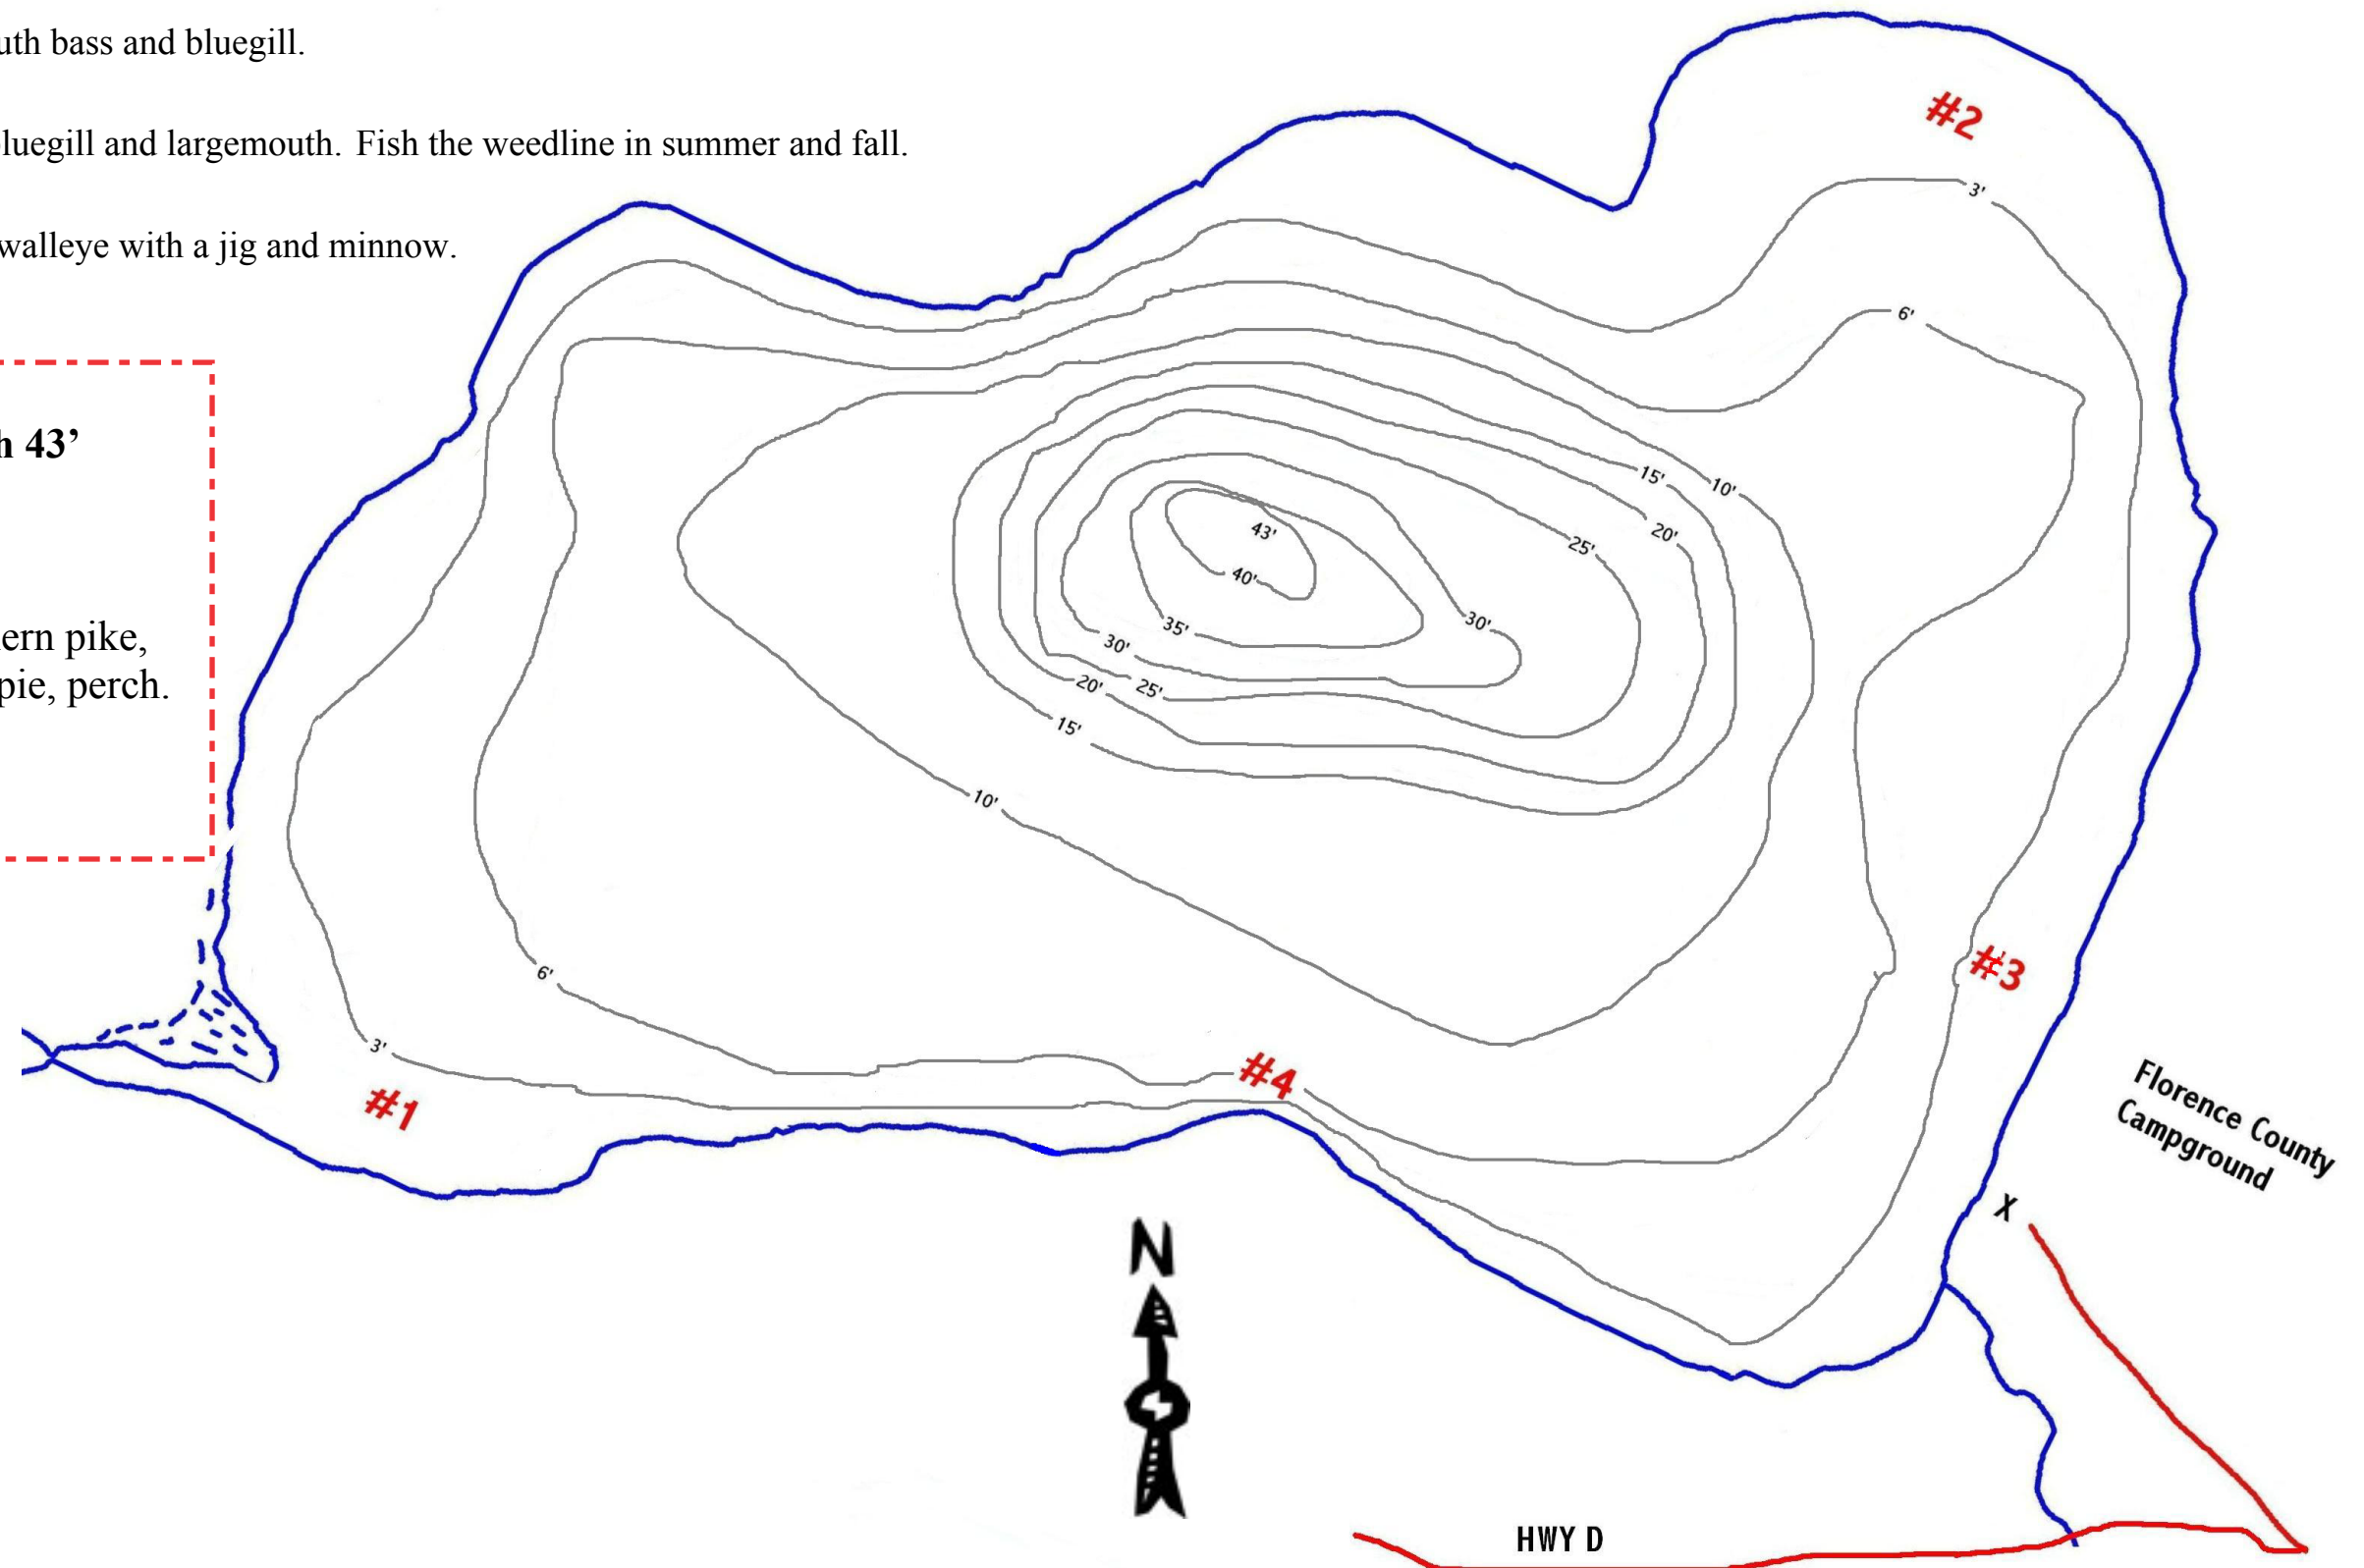 uth bass and bluegill.
luegill and largemouth. Fish the weedline in summer and fall.
walleye with a jig and minnow.
h 43’
ern pike,
pie, perch.
#2
3'
6'
15'
10'
20'
25'
43'
40'
35'
30'
30'
20'
25'
15'
10'
6'
3'
#1
#4
#3
Florence County
Campground
X
N
HWY D